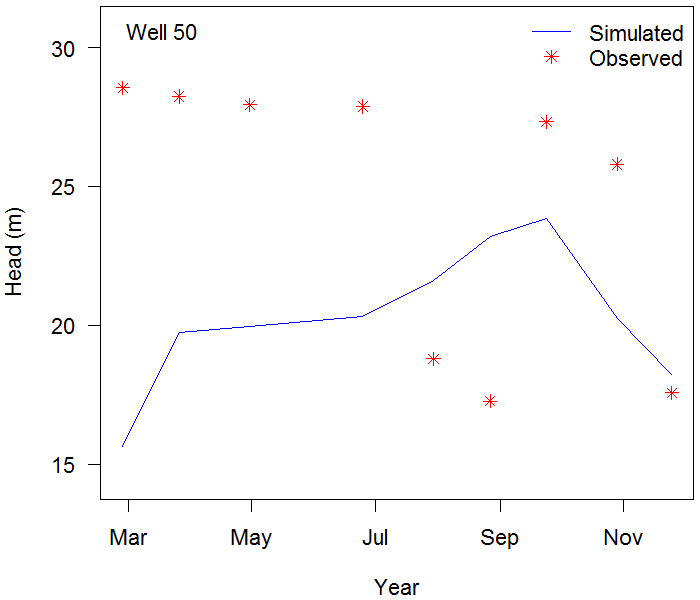 Well 50
Simulated
Observed
30
25
20
15
Head (m)
Mar May Jul Sep Nov
Year